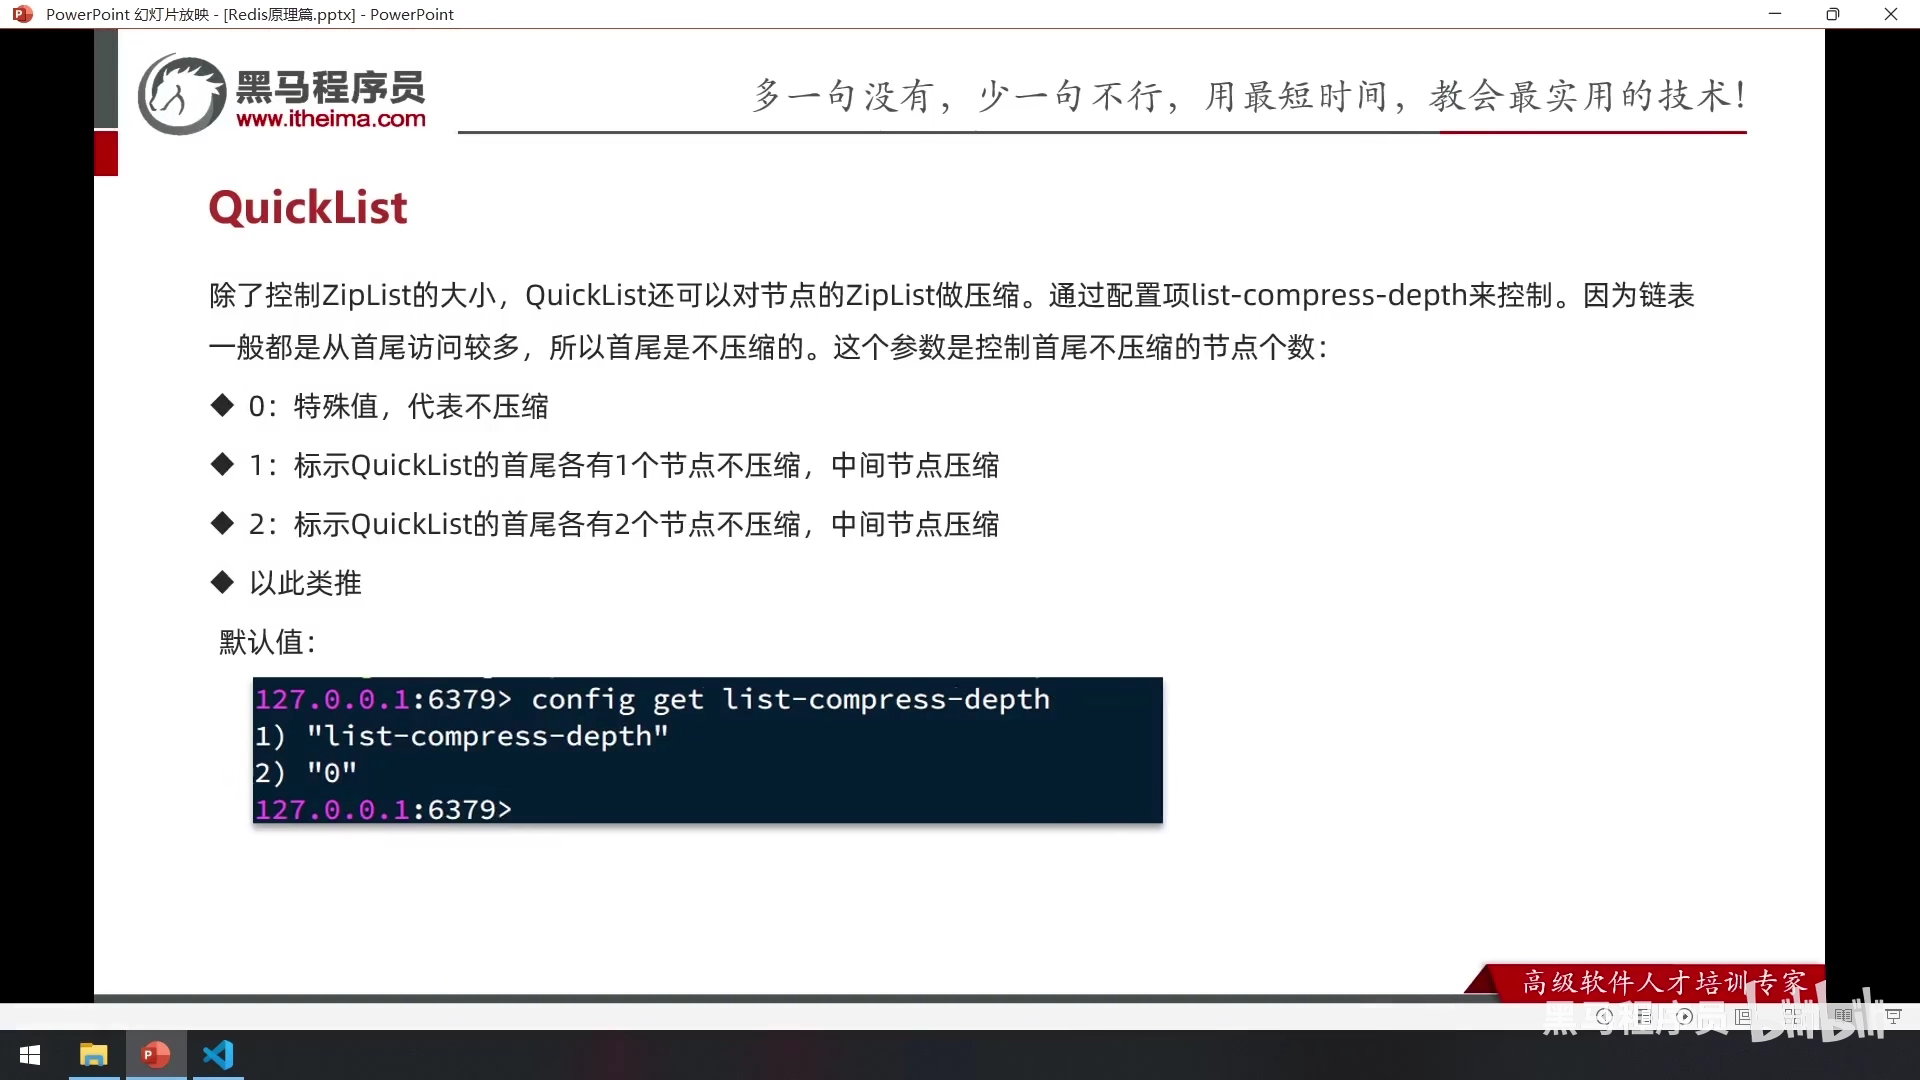 PowerPoint 幻灯片放映 - [Redis原理篇.pptx] - PowerPoint
黑马程序员
www.itheima.com
多一句没有，少一句不行，用最短时间，教会最实用的技术！
QuickList
除了控制ZipList的大小，QuickList还可以对节点的ZipList做压缩。通过配置项list-compress-depth来控制。因为链表
一般都是从首尾访问较多，所以首尾是不压缩的。这个参数是控制首尾不压缩的节点个数：
◆ 0：特殊值，代表不压缩
◆ 1：标示QuickList的首尾各有1个节点不压缩，中间节点压缩
◆ 2：标示QuickList的首尾各有2个节点不压缩，中间节点压缩
◆ 以此类推
默认值：
127.0.0.1:6379> config get list-compress-depth
1) "list-compress-depth"
2) "0"
127.0.0.1:6379>
高级软件人才培训专家
黑马程序员 bilibili